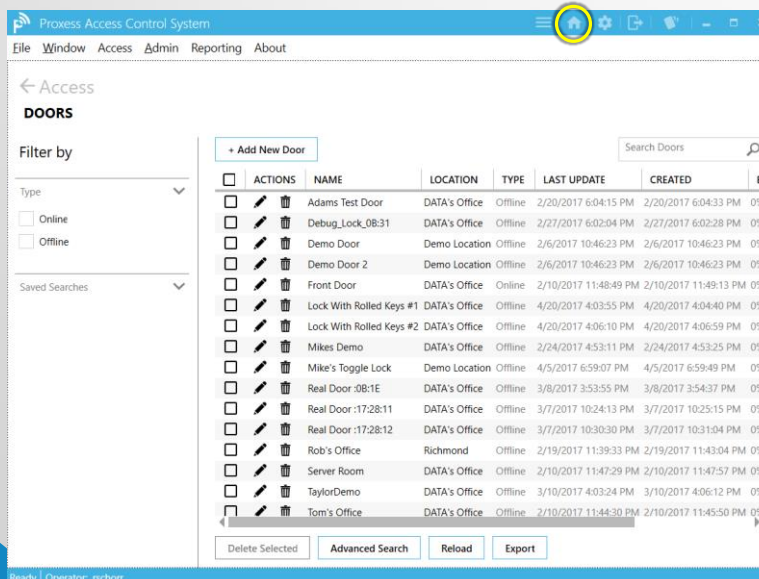 Proxess Access Control System
File Window Access Admin Reporting About
Access
DOORS
Filter by
Type
Online
Offline
Saved Searches
+ Add New Door
Search Doors
ACTIONS NAME LOCATION TYPE LAST UPDATE CREATED
Adams Test Door DATA's Office Offline 2/20/2017 6:04:15 PM 2/20/2017 6:04:33 PM
Debug_Lock_0B:31 DATA's Office Offline 2/27/2017 6:02:04 PM 2/27/2017 6:02:28 PM
Demo Door Demo Location Offline 2/6/2017 10:46:23 PM 2/6/2017 10:46:23 PM
Demo Door 2 Demo Location Offline 2/6/2017 10:46:23 PM 2/6/2017 10:46:23 PM
Front Door DATA's Office Online 2/10/2017 11:48:49 PM 2/10/2017 11:49:13 PM
Lock With Rolled Keys #1 DATA's Office Offline 4/20/2017 4:03:55 PM 4/20/2017 4:04:40 PM
Lock With Rolled Keys #2 DATA's Office Offline 4/20/2017 4:06:10 PM 4/20/2017 4:06:59 PM
Mikes Demo DATA's Office Offline 2/24/2017 4:53:11 PM 2/24/2017 4:53:25 PM
Mike's Toggle Lock Demo Location Offline 4/5/2017 6:59:07 PM 4/5/2017 6:59:49 PM
Real Door :0B:1E DATA's Office Offline 3/8/2017 3:53:55 PM 3/8/2017 3:54:37 PM
Real Door :17:28:11 DATA's Office Offline 3/7/2017 10:24:13 PM 3/7/2017 10:25:15 PM
Real Door :17:28:12 DATA's Office Offline 3/7/2017 10:30:30 PM 3/7/2017 10:31:04 PM
Rob's Office Richmond Offline 2/19/2017 11:39:33 PM 2/19/2017 11:43:04 PM
Server Room DATA's Office Offline 2/10/2017 11:47:29 PM 2/10/2017 11:47:57 PM
TaylorDemo DATA's Office Offline 3/10/2017 4:03:24 PM 3/10/2017 4:06:12 PM
Tom's Office DATA's Office Offline 2/10/2017 11:44:30 PM 2/10/2017 11:45:50 PM
Delete Selected Advanced Search Reload Export
Ready Operator: